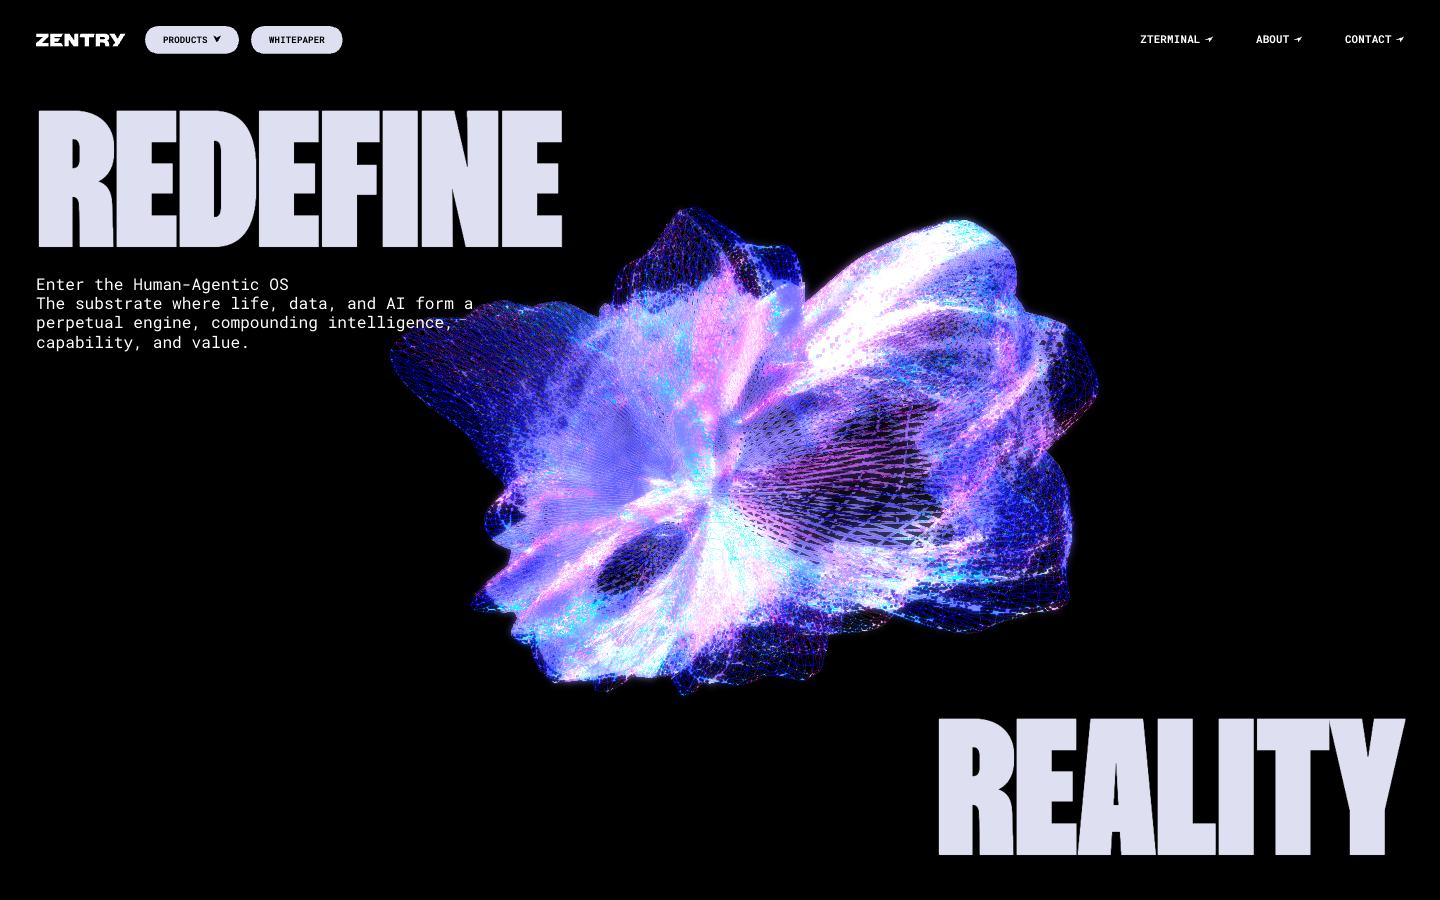 ZENTRY
PRODUCTS
WHITEPAPER
ZTERMINAL
ABOUT
CONTACT
REDEFINE
Enter the Human-Agentic OS
The substrate where life, data, and AI form a
perpetual engine, compounding intelligence,
capability, and value.
REALITY